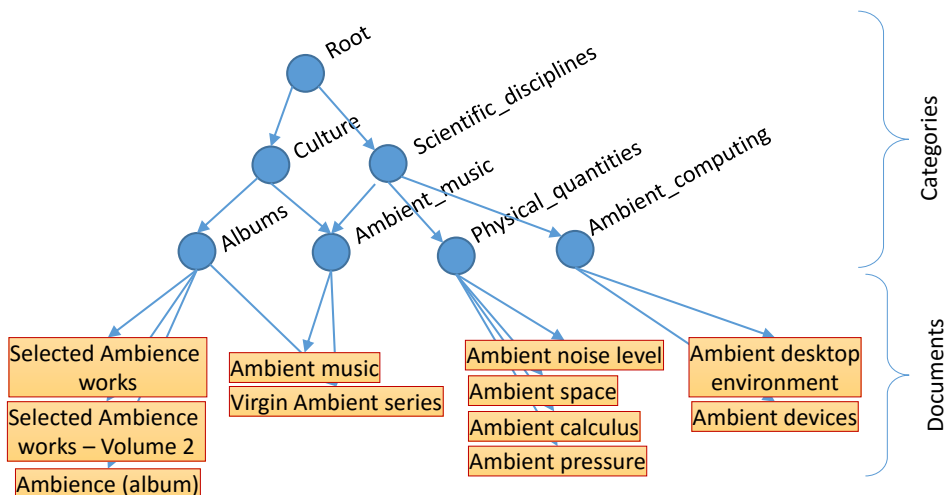 Root
Culture
Scientific_disciplines
Albums
Ambient_music
Physical_quantities
Ambient_computing
Categories
Selected Ambience
works
Selected Ambience
works – Volume 2
Ambience (album)
Ambient music
Virgin Ambient series
Ambient noise level
Ambient space
Ambient calculus
Ambient pressure
Ambient desktop
environment
Ambient devices
Documents